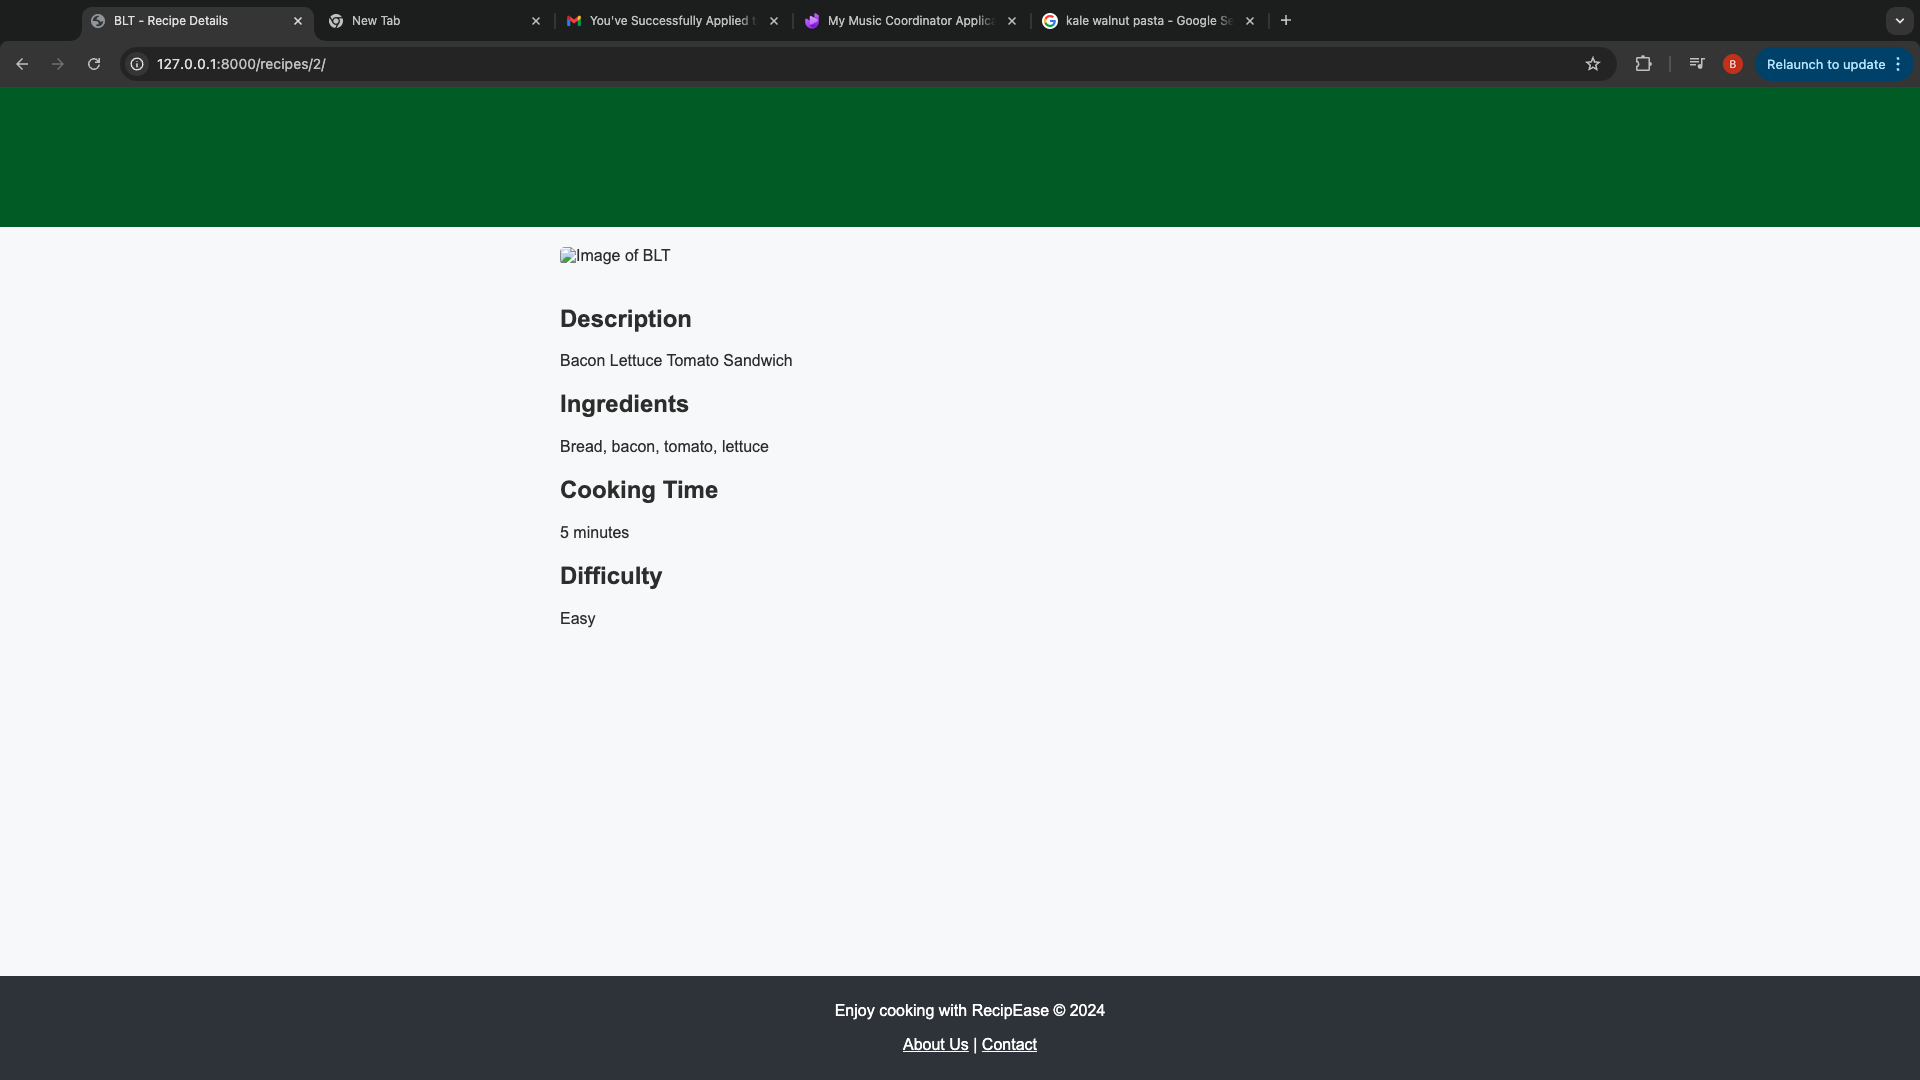 BLT - Recipe Details
New Tab
You've Successfully Applied t
My Music Coordinator Applica
kale walnut pasta - Google Se
127.0.0.1:8000/recipes/2/
B
Relaunch to update
Image of BLT
Description
Bacon Lettuce Tomato Sandwich
Ingredients
Bread, bacon, tomato, lettuce
Cooking Time
5 minutes
Difficulty
Easy
Enjoy cooking with RecipEase © 2024
About Us | Contact